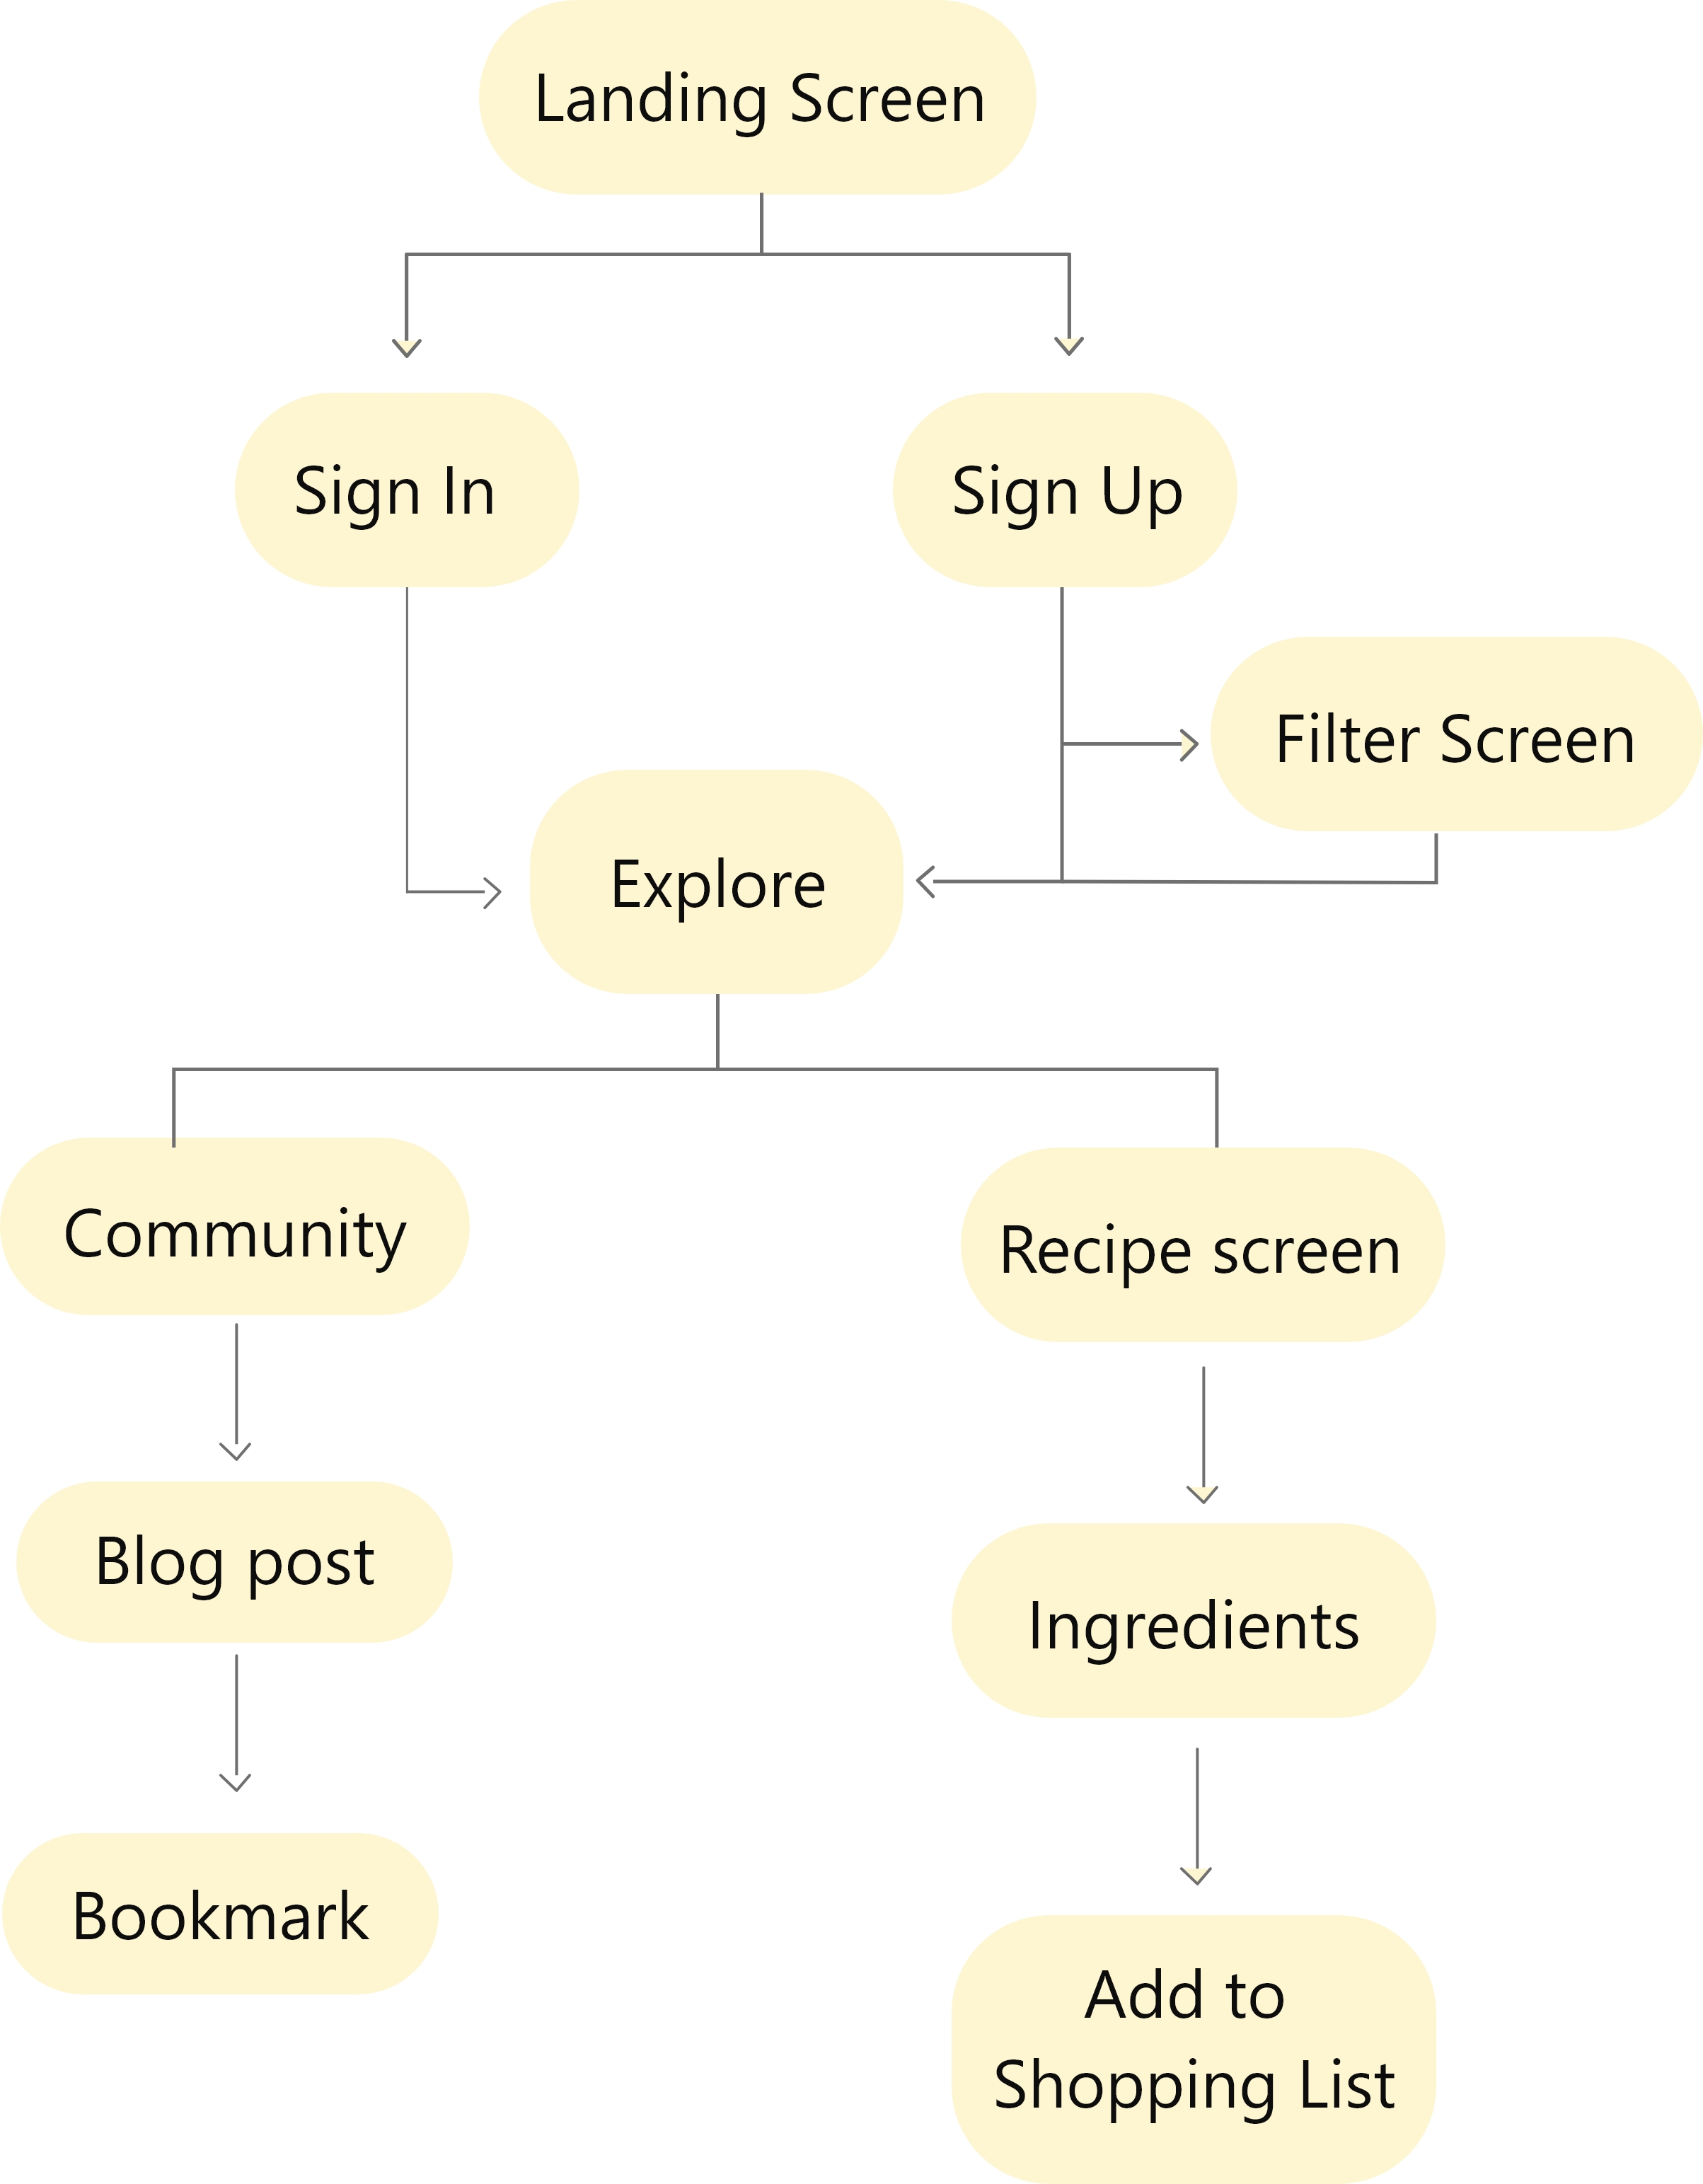 Landing Screen
Sign In
Sign Up
Filter Screen
Explore
Community
Recipe screen
Blog post
Ingredients
Bookmark
Add to
Shopping List